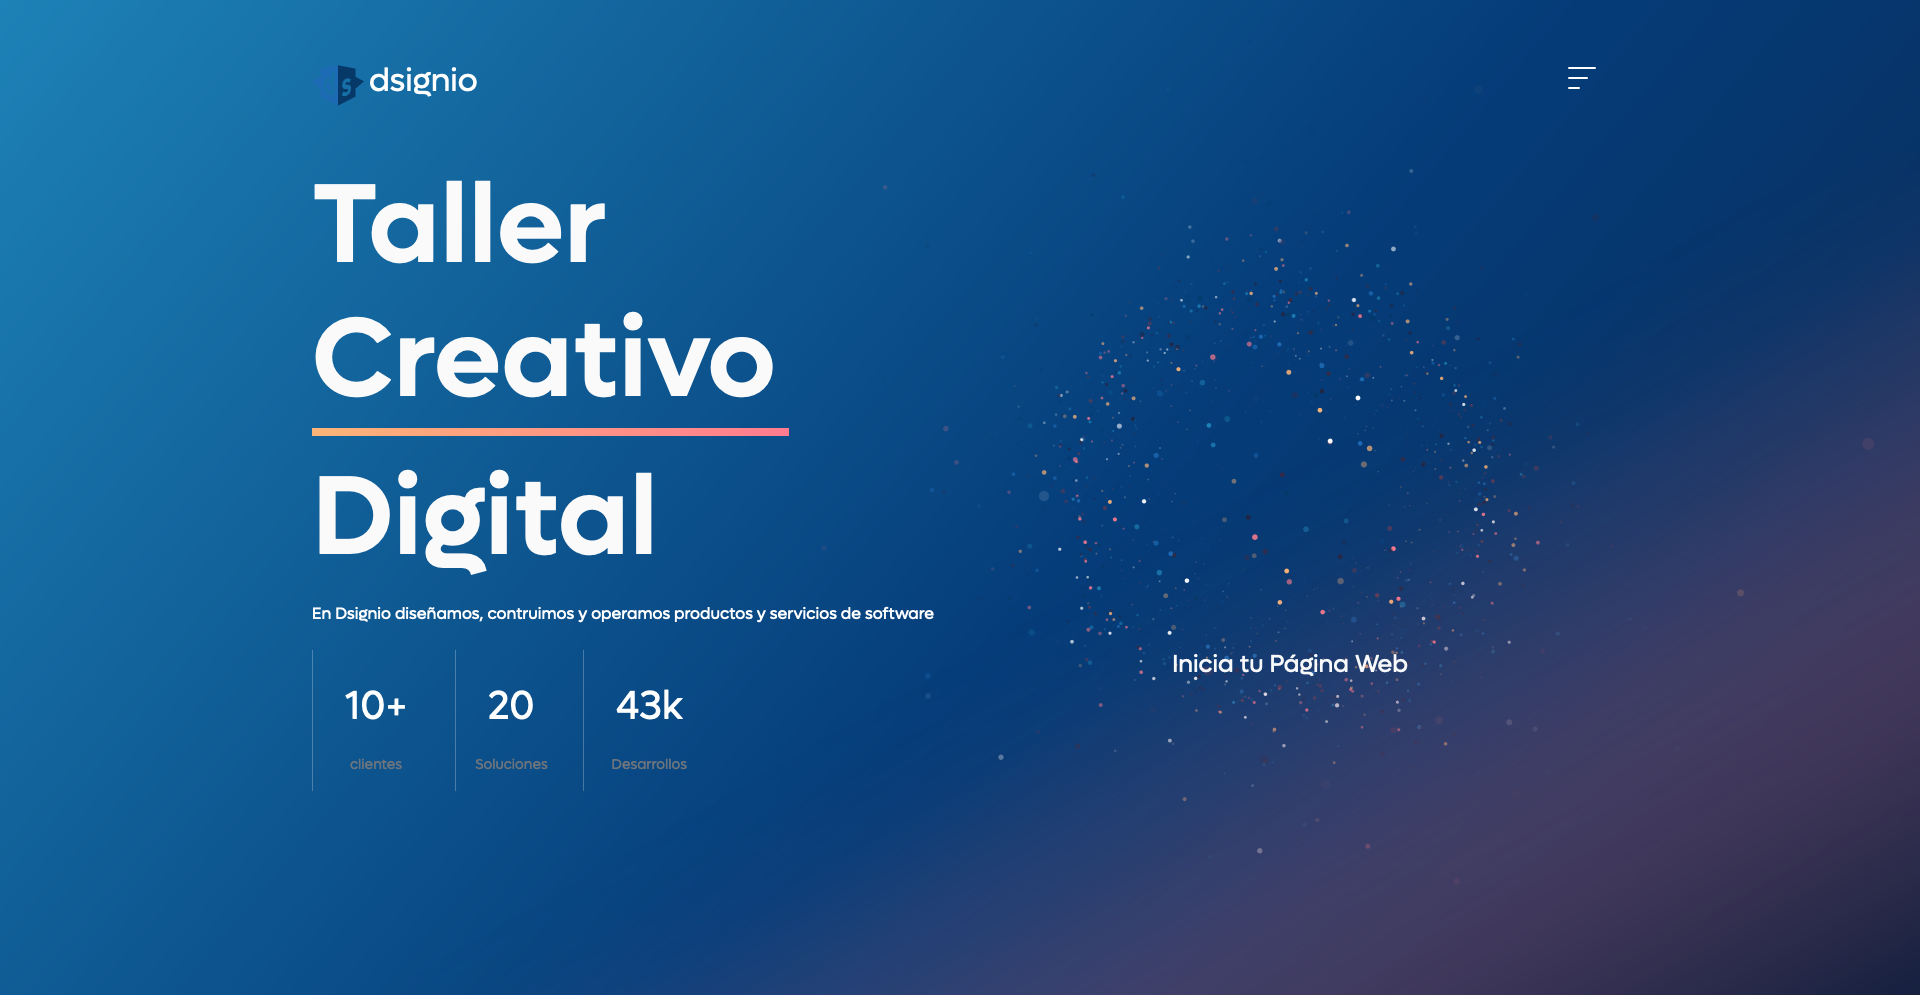 dsignio
Taller
Creativo
Digital
En Dsignio diseñamos, contruimos y operamos productos y servicios de software
10+
20
43k
clientes
Soluciones
Desarrollos
Inicia tu Página Web